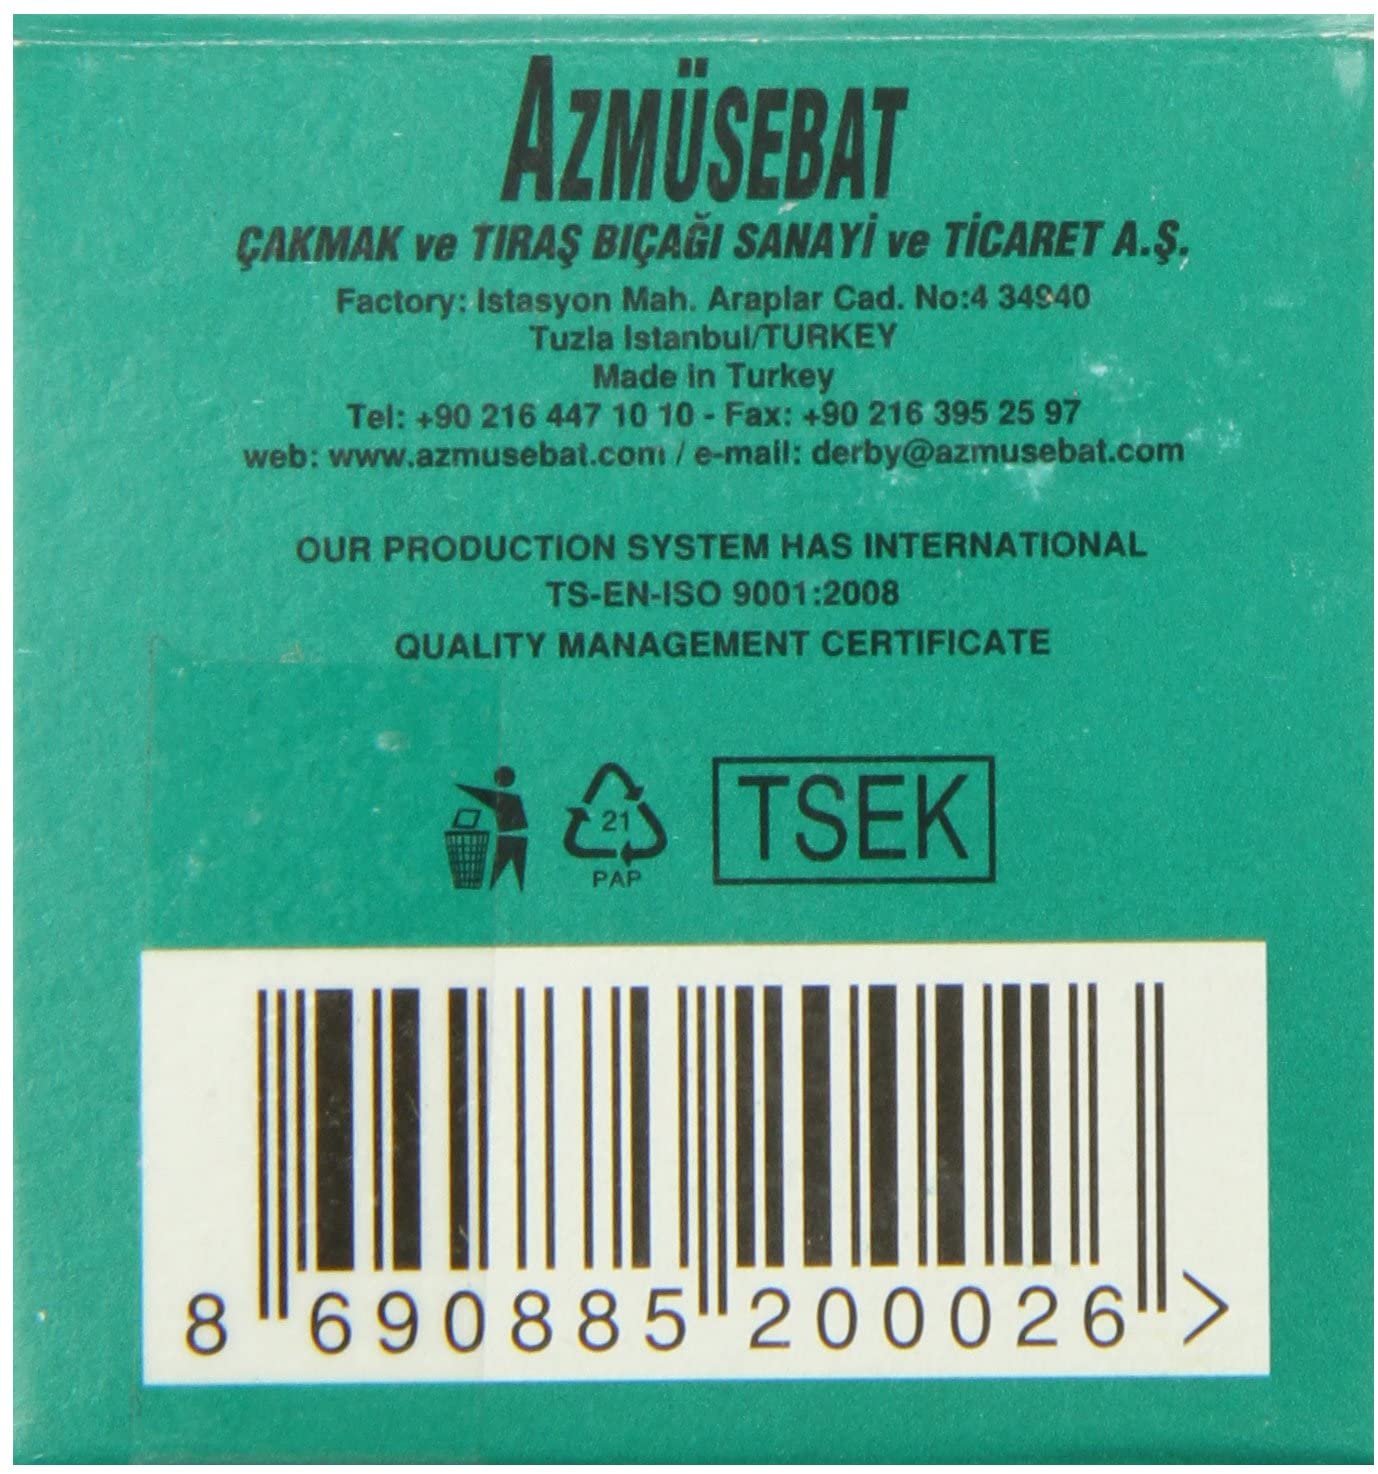 AZMÜSEBAT
ÇAKMAK ve TIRAŞ BIÇAĞI SANAYİ ve TİCARET A.Ş.
Factory: Istasyon Mah. Araplar Cad. No:4 34940
Tuzla Istanbul/TURKEY
Made in Turkey
Tel: +90 216 447 10 10 - Fax: +90 216 395 25 97
web: www.azmusebat.com / e-mail: derby@azmusebat.com
OUR PRODUCTION SYSTEM HAS INTERNATIONAL
TS-EN-ISO 9001:2008
QUALITY MANAGEMENT CERTIFICATE
21
PAP
TSEK
8 690885 200026 >